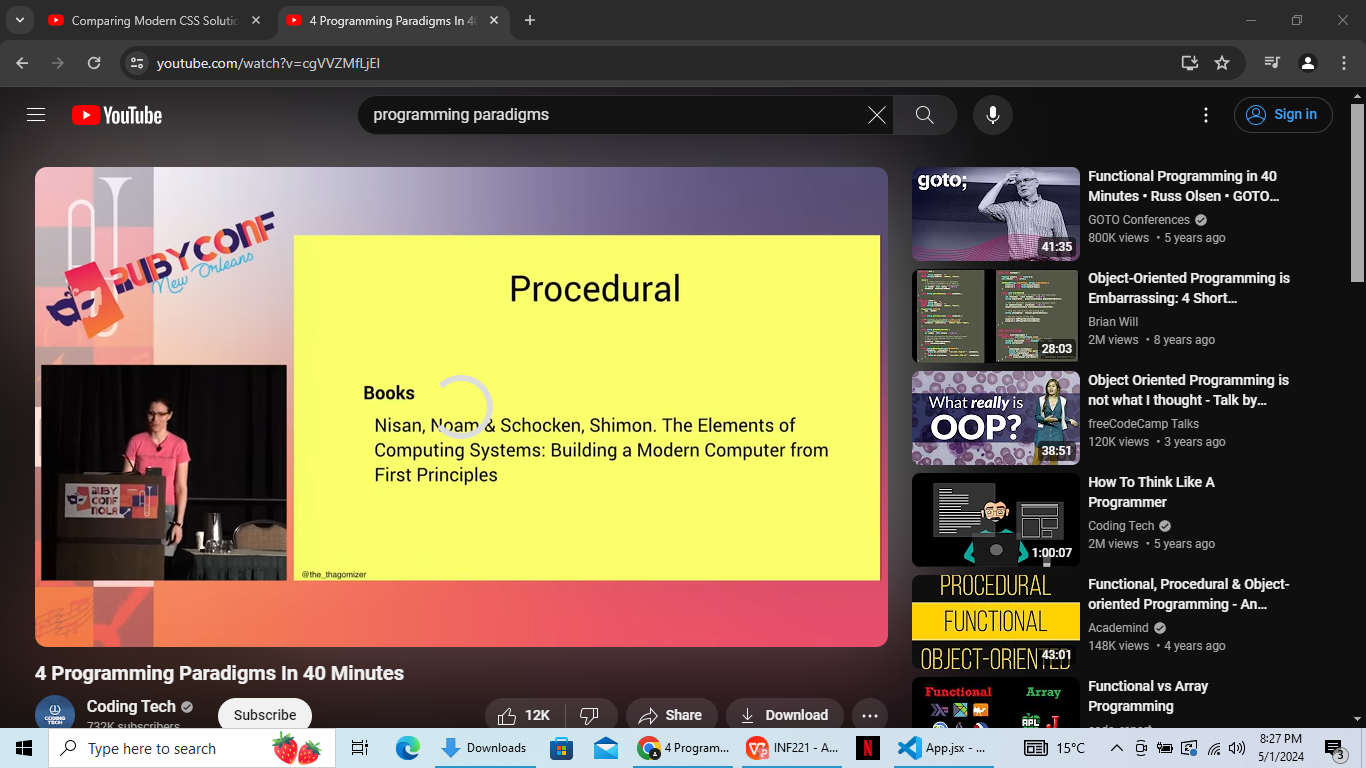 Comparing Modern CSS Solutio
4 Programming Paradigms In 4
youtube.com/watch?v=cgVVZMfLjEI
YouTube
programming paradigms
Sign in
RUBYCONF
New Orleans
Procedural
Books
Nisan, Noam & Schocken, Shimon. The Elements of
Computing Systems: Building a Modern Computer from
First Principles
@the_thagomizer
RUBY
CONF
NOLA
4 Programming Paradigms In 40 Minutes
CODING
TECH
Coding Tech
732K subscribers
Subscribe
12K
Share
Download
goto;
41:35
Functional Programming in 40
Minutes • Russ Olsen • GOTO...
GOTO Conferences
800K views • 5 years ago
28:03
Object-Oriented Programming is
Embarrassing: 4 Short...
Brian Will
2M views • 8 years ago
What really is
OOP?
38:51
Object Oriented Programming is
not what I thought - Talk by...
freeCodeCamp Talks
120K views • 3 years ago
1:00:07
How To Think Like A
Programmer
Coding Tech
2M views • 5 years ago
PROCEDURAL
FUNCTIONAL
OBJECT-ORIENTED
43:01
Functional, Procedural & Object-
oriented Programming - An...
Academind
148K views • 4 years ago
Functional Array
APL
Functional vs Array
Programming
code_report
Type here to search
Downloads
4 Program...
INF221 - A...
N
App.jsx - ...
15°C
8:27 PM
5/1/2024
3